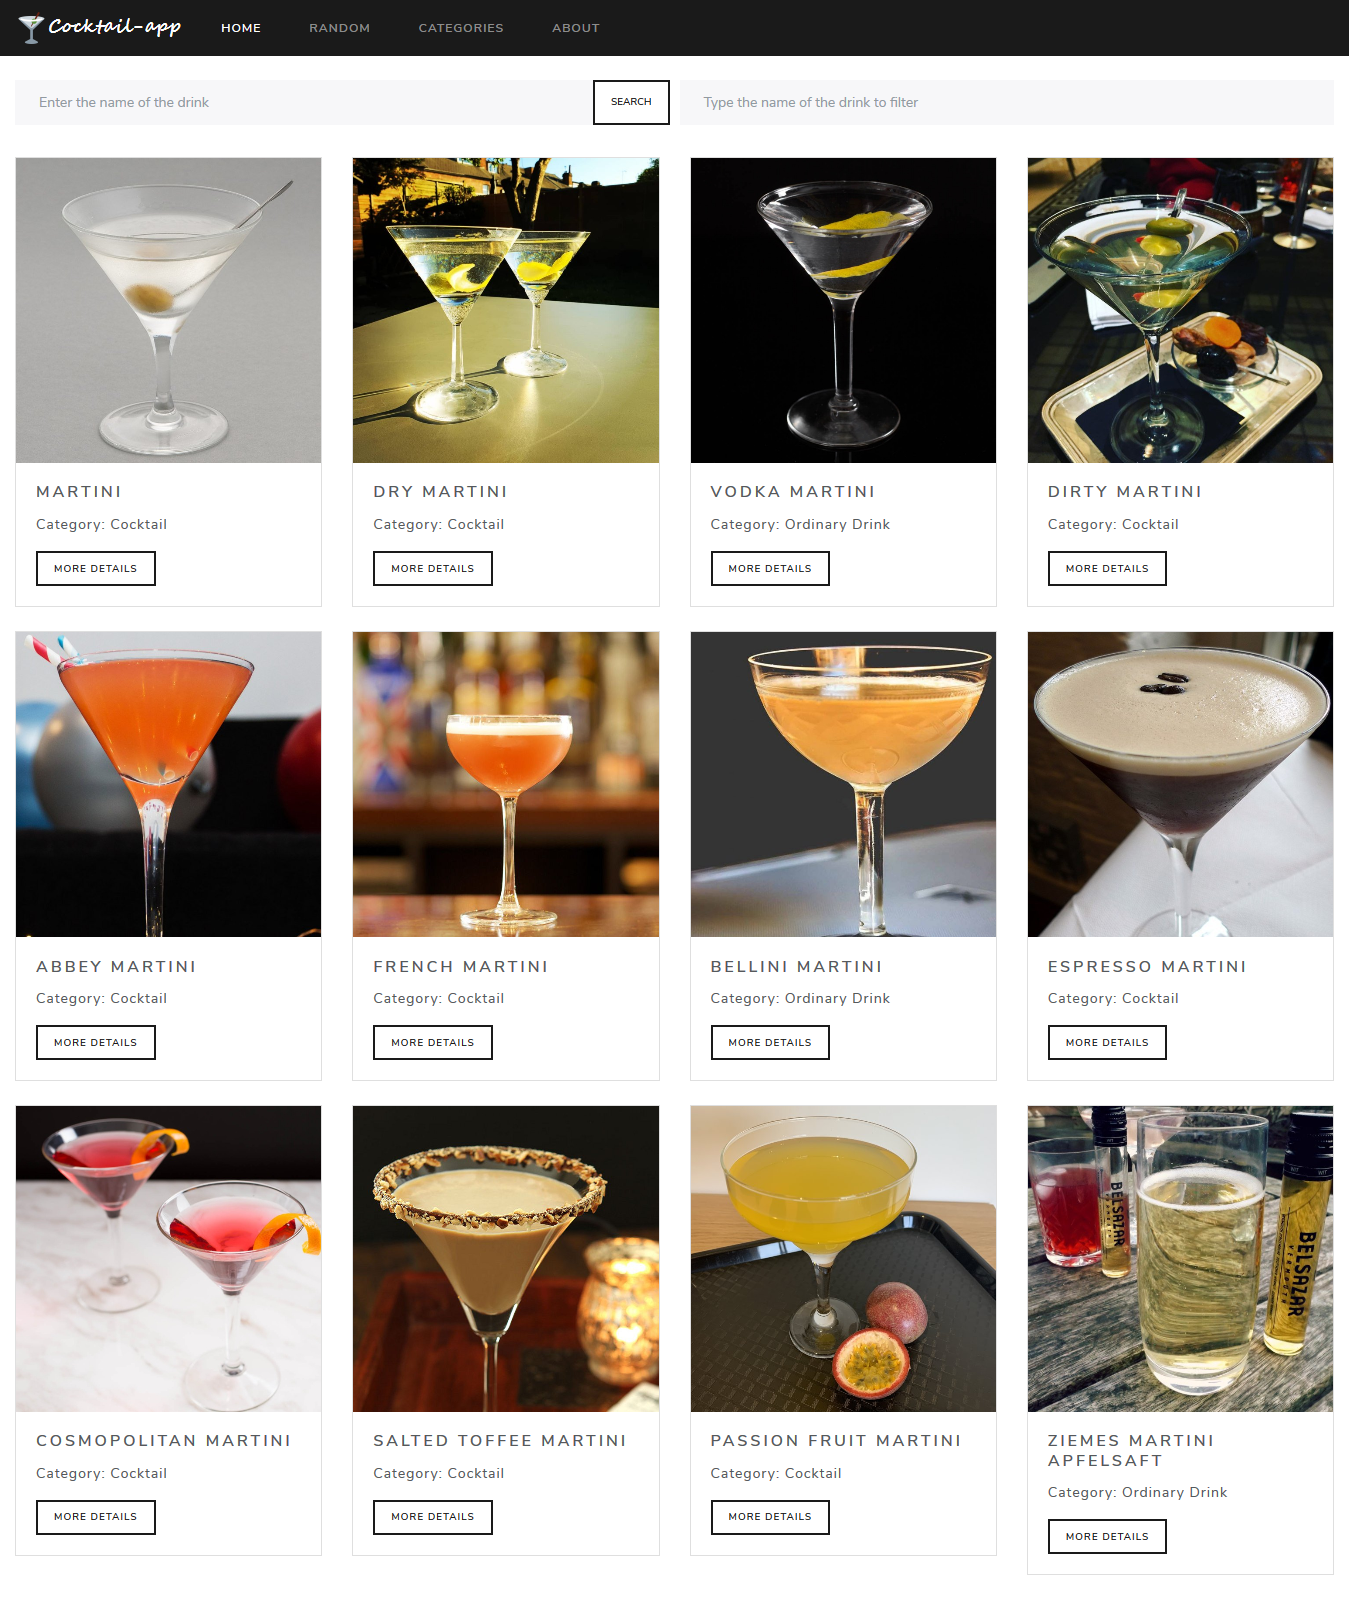 Cocktail-app
HOME
RANDOM
CATEGORIES
ABOUT
Enter the name of the drink
SEARCH
Type the name of the drink to filter
MARTINI
Category: Cocktail
MORE DETAILS
DRY MARTINI
Category: Cocktail
MORE DETAILS
VODKA MARTINI
Category: Ordinary Drink
MORE DETAILS
DIRTY MARTINI
Category: Cocktail
MORE DETAILS
ABBEY MARTINI
Category: Cocktail
MORE DETAILS
FRENCH MARTINI
Category: Cocktail
MORE DETAILS
BELLINI MARTINI
Category: Ordinary Drink
MORE DETAILS
ESPRESSO MARTINI
Category: Cocktail
MORE DETAILS
COSMOPOLITAN MARTINI
Category: Cocktail
MORE DETAILS
SALTED TOFFEE MARTINI
Category: Cocktail
MORE DETAILS
PASSION FRUIT MARTINI
Category: Cocktail
MORE DETAILS
BELSAZAR
BELSAZAR
VERMOUTH
ZIEMES MARTINI
APFELSAFT
Category: Ordinary Drink
MORE DETAILS